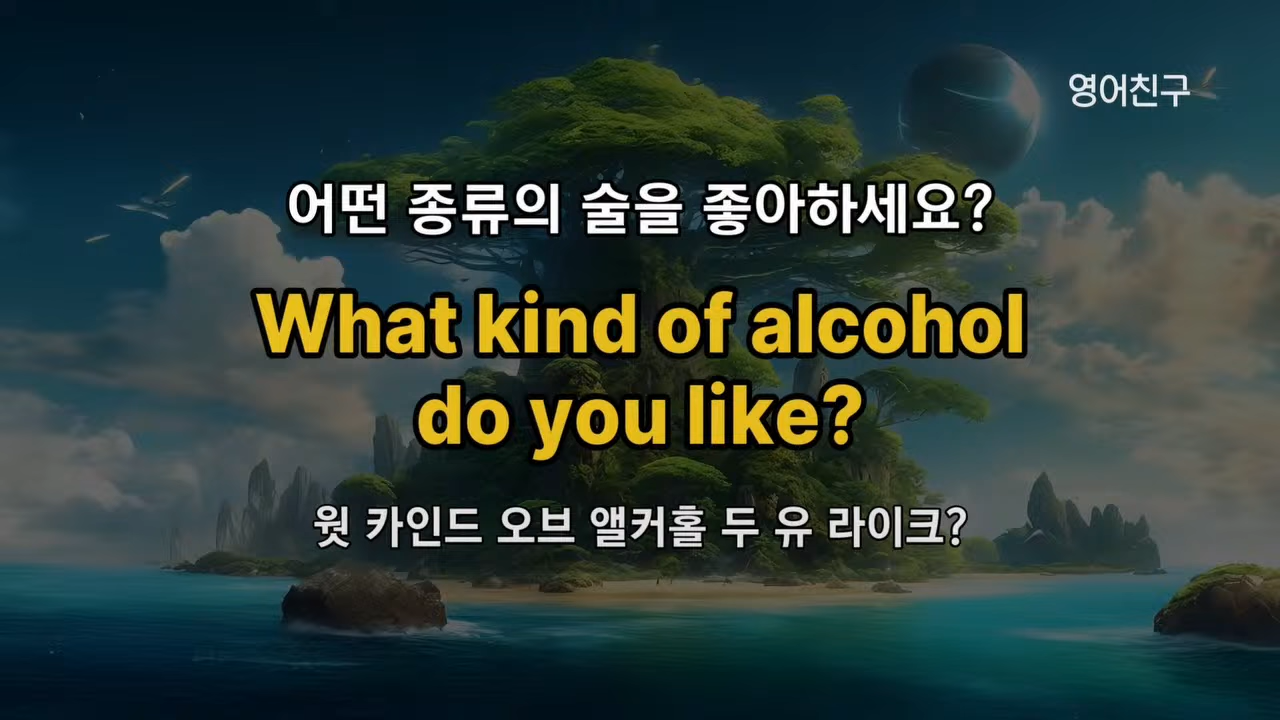 영어친구
어떤 종류의 술을 좋아하세요?
What kind of alcohol
do you like?
웟 카인드 오브 앨커홀 두 유 라이크?